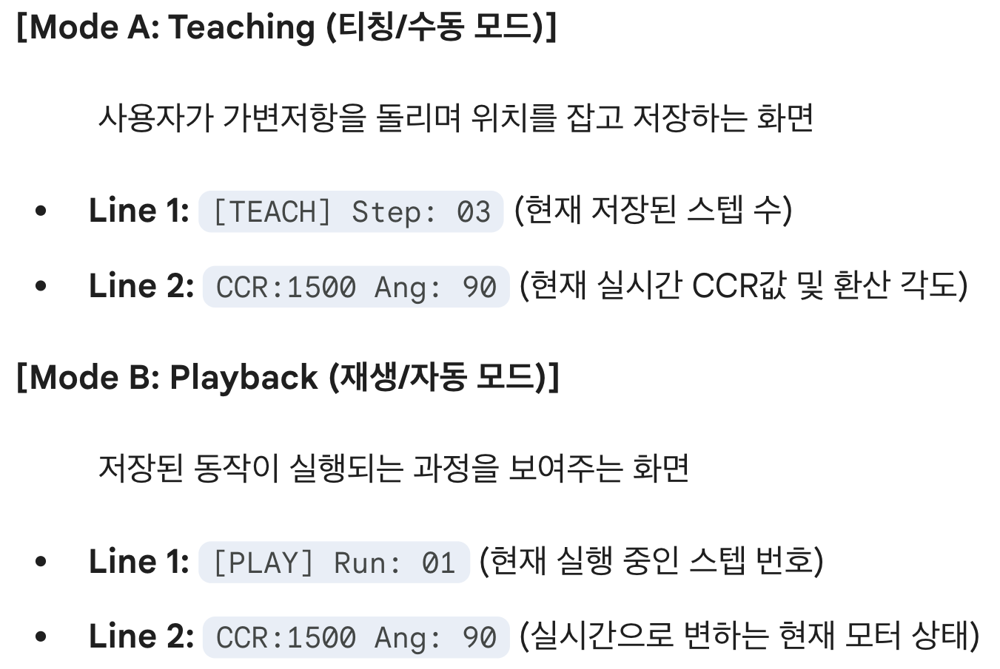 [Mode A: Teaching (티칭/수동 모드)]
사용자가 가변저항을 돌리며 위치를 잡고 저장하는 화면
• Line 1: [TEACH] Step: 03 (현재 저장된 스텝 수)
• Line 2: CCR:1500 Ang: 90 (현재 실시간 CCR값 및 환산 각도)
[Mode B: Playback (재생/자동 모드)]
저장된 동작이 실행되는 과정을 보여주는 화면
• Line 1: [PLAY] Run: 01 (현재 실행 중인 스텝 번호)
• Line 2: CCR:1500 Ang: 90 (실시간으로 변하는 현재 모터 상태)